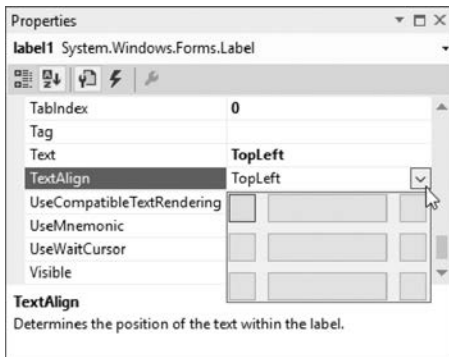 Properties
label1 System.Windows.Forms.Label
TabIndex 0
Tag
Text TopLeft
TextAlign TopLeft
UseCompatibleTextRendering
UseMnemonic
UseWaitCursor
Visible
TextAlign
Determines the position of the text within the label.